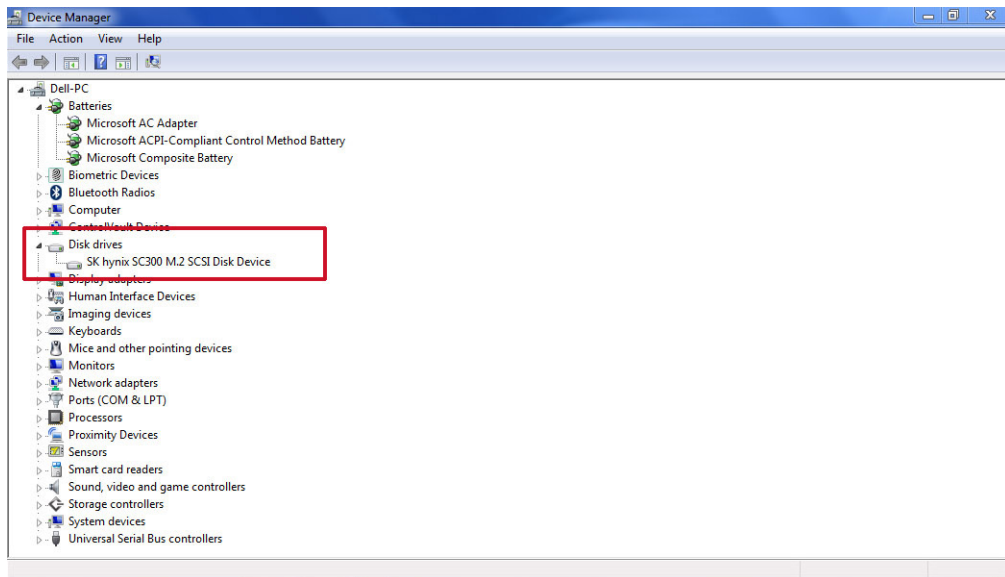 Device Manager
File Action View Help
Dell-PC
Batteries
Microsoft AC Adapter
Microsoft ACPI-Compliant Control Method Battery
Microsoft Composite Battery
Biometric Devices
Bluetooth Radios
Computer
ControlVault Device
Disk drives
SK hynix SC300 M.2 SCSI Disk Device
Display adapters
Human Interface Devices
Imaging devices
Keyboards
Mice and other pointing devices
Monitors
Network adapters
Ports (COM & LPT)
Processors
Proximity Devices
Sensors
Smart card readers
Sound, video and game controllers
Storage controllers
System devices
Universal Serial Bus controllers